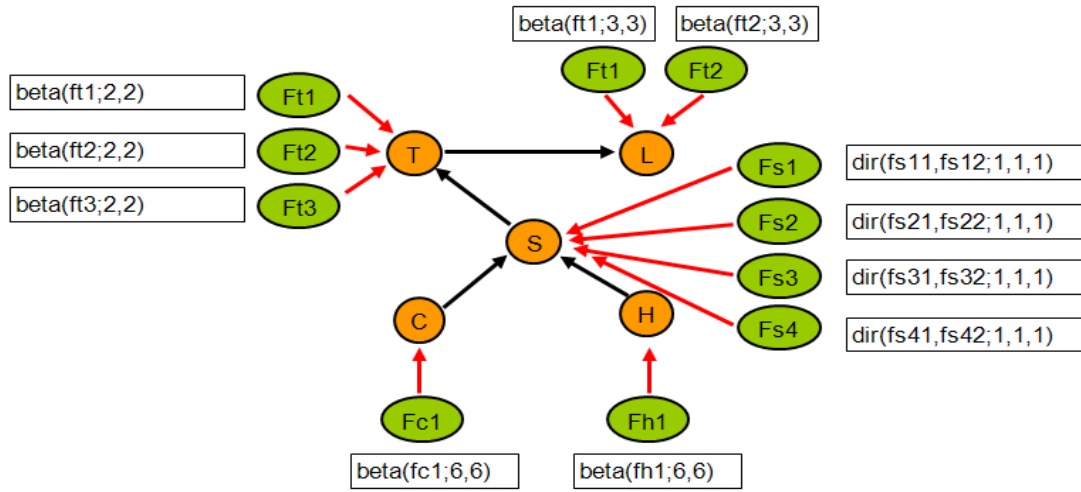 beta(ft1;3,3)
beta(ft2;3,3)
Ft1
Ft2
beta(ft1;2,2)
Ft1
beta(ft2;2,2)
Ft2
T
L
beta(ft3;2,2)
Ft3
Fs1
dir(fs11,fs12;1,1,1)
Fs2
dir(fs21,fs22;1,1,1)
S
Fs3
dir(fs31,fs32;1,1,1)
C
H
Fs4
dir(fs41,fs42;1,1,1)
Fc1
Fh1
beta(fc1;6,6)
beta(fh1;6,6)